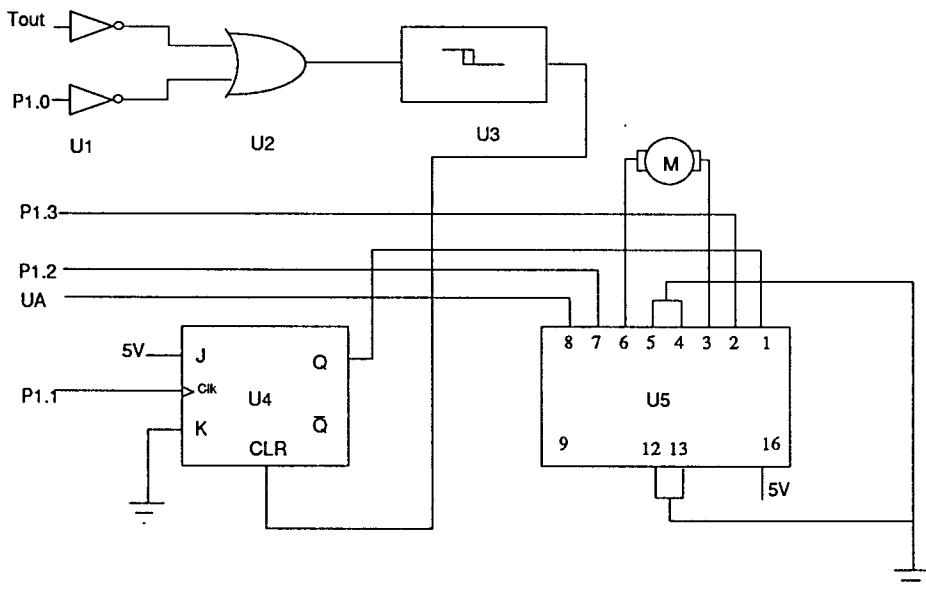 Tout
P1.0
U1
U2
U3
M
P1.3
P1.2
UA
5V
J
Q
P1.1
Clk
U4
K
Q̅
CLR
8 7 6 5 4 3 2 1
U5
9
12 13
16
5V